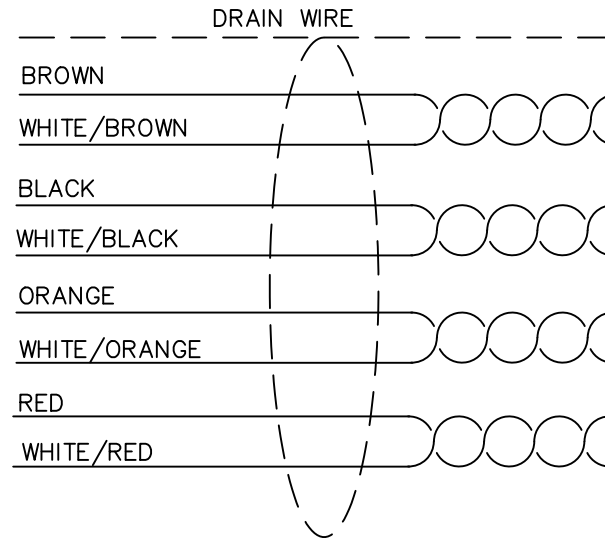 DRAIN WIRE
BROWN
WHITE/BROWN
BLACK
WHITE/BLACK
ORANGE
WHITE/ORANGE
RED
WHITE/RED